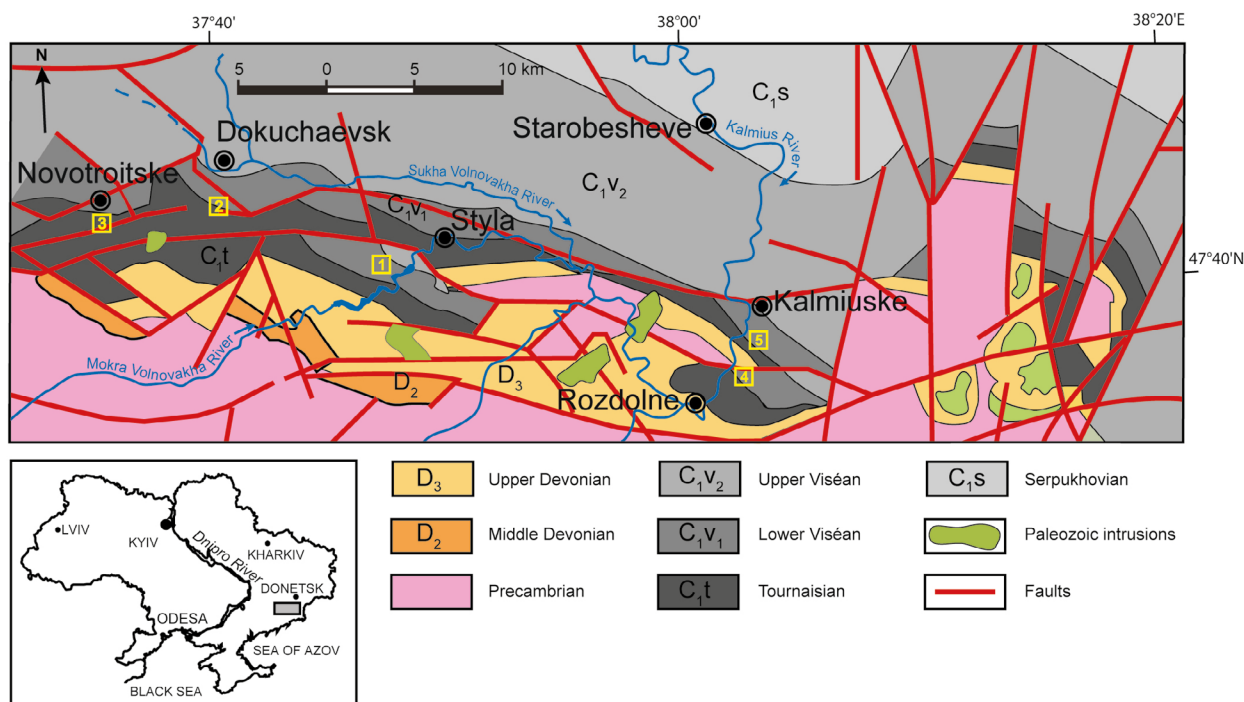 37°40'
38°00'
38°20'E
N
5 0 5 10 km
C₁s
Starobesheve
Kalmius River
Dokuchaevsk
Novotroitske
Sukha Volnovakha River
C₁v₂
2
3
C₁v₁
Styla
C₁t
1
47°40'N
Kalmiuske
5
Mokra Volnovakha River
D₂
D₃
4
Rozdolne
LVIV
KYIV
Dnipro River
KHARKIV
DONETSK
ODESA
SEA OF AZOV
BLACK SEA
D₃ Upper Devonian
D₂ Middle Devonian
Precambrian
C₁v₂ Upper Viséan
C₁v₁ Lower Viséan
C₁t Tournaisian
C₁s Serpukhovian
Paleozoic intrusions
Faults